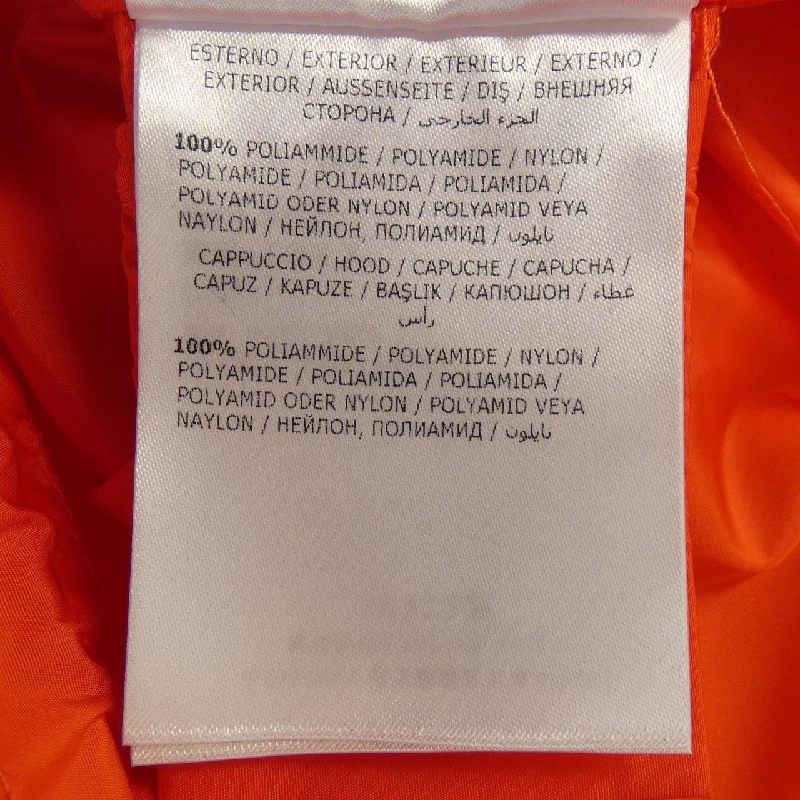 ESTERNO / EXTERIOR / EXTERIEUR / EXTERNO /
EXTERIOR / AUSSENSEITE / DIŞ / ВНЕШНЯЯ
СТОРОНА / الجزء الخارجي
100% POLIAMMIDE / POLYAMIDE / NYLON /
POLYAMIDE / POLIAMIDA / POLIAMIDA /
POLYAMID ODER NYLON / POLYAMID VEYA
NAYLON / НЕЙЛОН, ПОЛИАМИД / نايلون
CAPPUCCIO / HOOD / CAPUCHE / CAPUCHA /
CAPUZ / KAPUZE / BAŞLIK / КАПЮШОН / غطاء
رأس
100% POLIAMMIDE / POLYAMIDE / NYLON /
POLYAMIDE / POLIAMIDA / POLIAMIDA /
POLYAMID ODER NYLON / POLYAMID VEYA
NAYLON / НЕЙЛОН, ПОЛИАМИД / نايلون